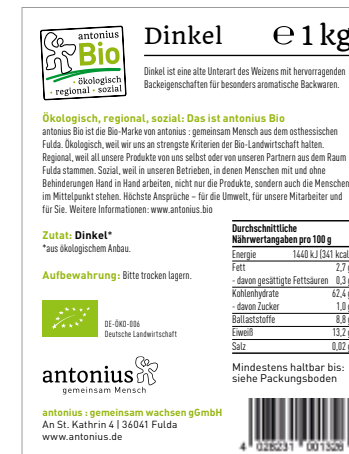 antonius
Bio
· ökologisch
· regional · sozial
Dinkel
℮ 1 kg
Dinkel ist eine alte Unterart des Weizens mit hervorragenden
Backeigenschaften für besonders aromatische Backwaren.
Ökologisch, regional, sozial: Das ist antonius Bio
antonius Bio ist die Bio-Marke von antonius : gemeinsam Mensch aus dem osthessischen
Fulda. Ökologisch, weil wir uns an strengste Kriterien der Bio-Landwirtschaft halten.
Regional, weil all unsere Produkte von uns selbst oder von unseren Partnern aus dem Raum
Fulda stammen. Sozial, weil in unseren Betrieben, in denen Menschen mit und ohne
Behinderungen Hand in Hand arbeiten, nicht nur die Produkte, sondern auch die Menschen
im Mittelpunkt stehen. Höchste Ansprüche – für die Umwelt, für unsere Mitarbeiter und
für Sie. Weitere Informationen: www.antonius.bio
Zutat: Dinkel*
*aus ökologischem Anbau.
Aufbewahrung: Bitte trocken lagern.
DE-ÖKO-006
Deutsche Landwirtschaft
Durchschnittliche
Nährwertangaben pro 100 g
Energie 1440 kJ (341 kcal
Fett 2,7 g
- davon gesättigte Fettsäuren 0,3 g
Kohlenhydrate 62,4 g
- davon Zucker 1,0 g
Ballaststoffe 8,8 g
Eiweiß 13,2 g
Salz 0,02 g
Mindestens haltbar bis:
siehe Packungsboden
antonius
gemeinsam Mensch
antonius : gemeinsam wachsen gGmbH
An St. Kathrin 4 | 36041 Fulda
www.antonius.de
4 026231 001326